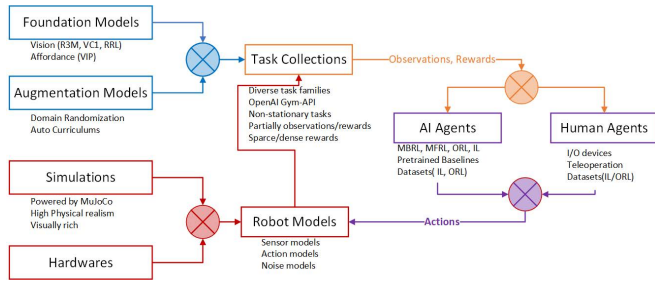 Foundation Models
Vision (R3M, VC1, RRL)
Affordance (VIP)
Augmentation Models
Domain Randomization
Auto Curriculums
Task Collections
Diverse task families
OpenAI Gym-API
Non-stationary tasks
Partially observations/rewards
Sparce/dense rewards
Observations, Rewards
AI Agents
MBRL, MFRL, ORL, IL
Pretrained Baselines
Datasets( IL, ORL)
Human Agents
I/O devices
Teleoperation
Datasets(IL/ORL)
Simulations
Powered by MuJoCo
High Physical realism
Visually rich
Hardwares
Robot Models
Sensor models
Action models
Noise models
Actions